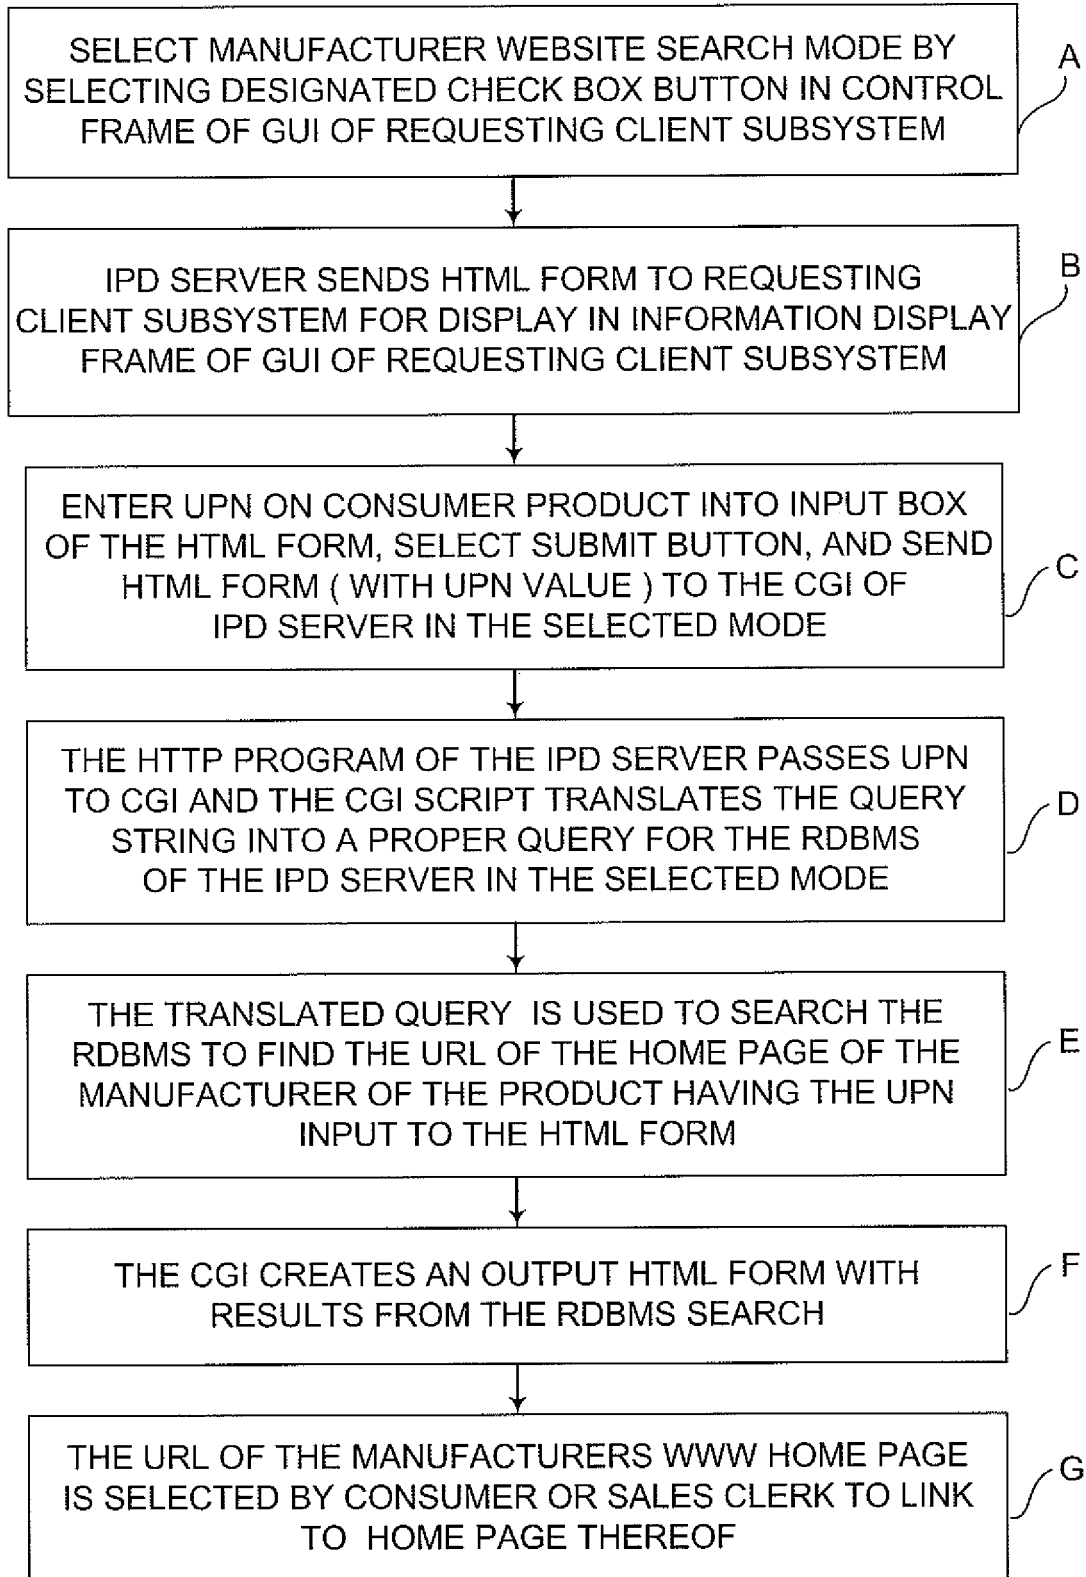 SELECT MANUFACTURER WEBSITE SEARCH MODE BY
SELECTING DESIGNATED CHECK BOX BUTTON IN CONTROL
FRAME OF GUI OF REQUESTING CLIENT SUBSYSTEM
A
IPD SERVER SENDS HTML FORM TO REQUESTING
CLIENT SUBSYSTEM FOR DISPLAY IN INFORMATION DISPLAY
FRAME OF GUI OF REQUESTING CLIENT SUBSYSTEM
B
ENTER UPN ON CONSUMER PRODUCT INTO INPUT BOX
OF THE HTML FORM, SELECT SUBMIT BUTTON, AND SEND
HTML FORM ( WITH UPN VALUE ) TO THE CGI OF
IPD SERVER IN THE SELECTED MODE
C
THE HTTP PROGRAM OF THE IPD SERVER PASSES UPN
TO CGI AND THE CGI SCRIPT TRANSLATES THE QUERY
STRING INTO A PROPER QUERY FOR THE RDBMS
OF THE IPD SERVER IN THE SELECTED MODE
D
THE TRANSLATED QUERY IS USED TO SEARCH THE
RDBMS TO FIND THE URL OF THE HOME PAGE OF THE
MANUFACTURER OF THE PRODUCT HAVING THE UPN
INPUT TO THE HTML FORM
E
THE CGI CREATES AN OUTPUT HTML FORM WITH
RESULTS FROM THE RDBMS SEARCH
F
THE URL OF THE MANUFACTURERS WWW HOME PAGE
IS SELECTED BY CONSUMER OR SALES CLERK TO LINK
TO HOME PAGE THEREOF
G